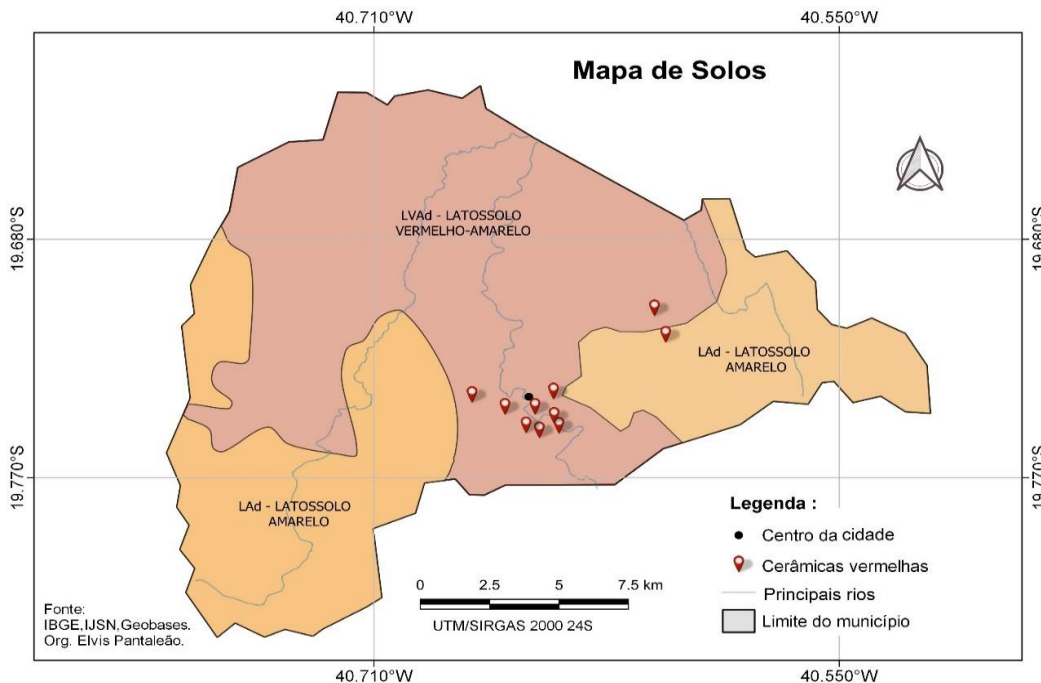 40.710°W
40.550°W
Mapa de Solos
19.680°S
19.680°S
LVAd - LATOSSOLO
VERMELHO-AMARELO
LAd - LATOSSOLO
AMARELO
19.770°S
19.770°S
LAd - LATOSSOLO
AMARELO
Legenda :
Centro da cidade
Cerâmicas vermelhas
Principais rios
Limite do município
0 2.5 5 7.5 km
UTM/SIRGAS 2000 24S
Fonte:
IBGE,IJSN,Geobases.
Org. Elvis Pantaleão.
40.710°W
40.550°W